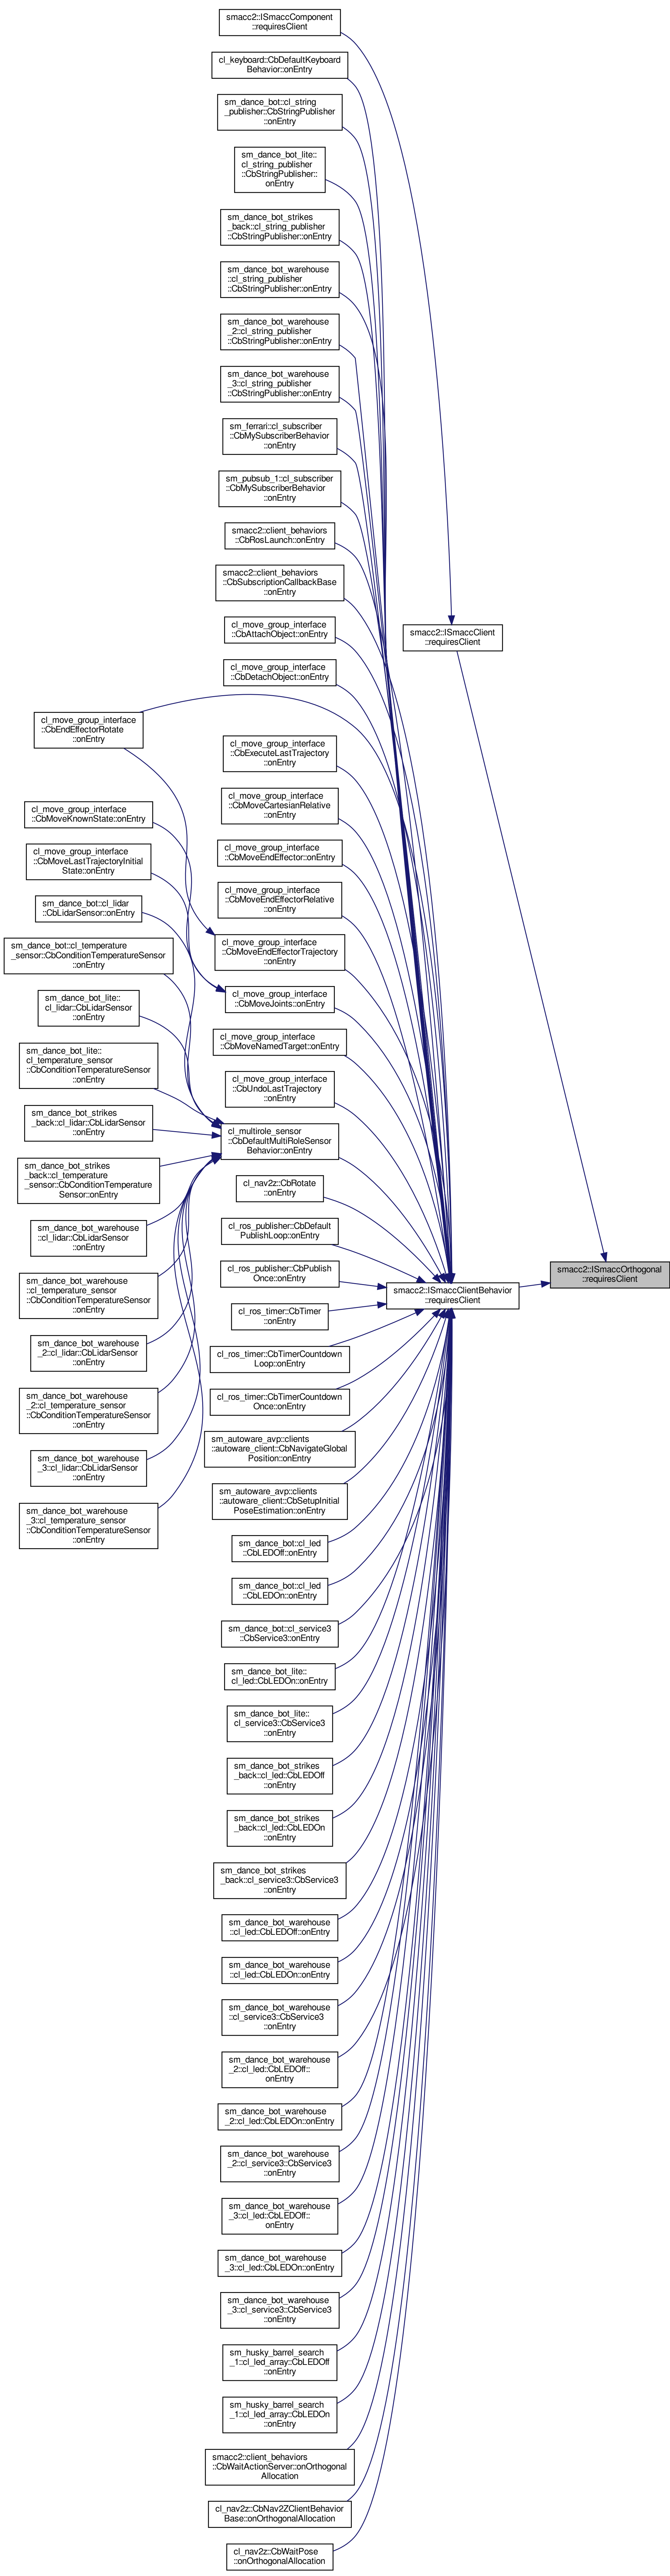 smacc2::ISmaccComponent
::requiresClient
cl_keyboard::CbDefaultKeyboard
Behavior::onEntry
sm_dance_bot::cl_string
_publisher::CbStringPublisher
::onEntry
sm_dance_bot_lite::
cl_string_publisher
::CbStringPublisher::
onEntry
sm_dance_bot_strikes
_back::cl_string_publisher
::CbStringPublisher::onEntry
sm_dance_bot_warehouse
::cl_string_publisher
::CbStringPublisher::onEntry
sm_dance_bot_warehouse
_2::cl_string_publisher
::CbStringPublisher::onEntry
sm_dance_bot_warehouse
_3::cl_string_publisher
::CbStringPublisher::onEntry
sm_ferrari::cl_subscriber
::CbMySubscriberBehavior
::onEntry
sm_pubsub_1::cl_subscriber
::CbMySubscriberBehavior
::onEntry
smacc2::client_behaviors
::CbRosLaunch::onEntry
smacc2::client_behaviors
::CbSubscriptionCallbackBase
::onEntry
cl_move_group_interface
::CbAttachObject::onEntry
smacc2::ISmaccClient
::requiresClient
cl_move_group_interface
::CbDetachObject::onEntry
cl_move_group_interface
::CbEndEffectorRotate
::onEntry
cl_move_group_interface
::CbExecuteLastTrajectory
::onEntry
cl_move_group_interface
::CbMoveCartesianRelative
::onEntry
cl_move_group_interface
::CbMoveKnownState::onEntry
cl_move_group_interface
::CbMoveEndEffector::onEntry
cl_move_group_interface
::CbMoveLastTrajectoryInitial
State::onEntry
cl_move_group_interface
::CbMoveEndEffectorRelative
::onEntry
sm_dance_bot::cl_lidar
::CbLidarSensor::onEntry
cl_move_group_interface
::CbMoveEndEffectorTrajectory
::onEntry
sm_dance_bot::cl_temperature
_sensor::CbConditionTemperatureSensor
::onEntry
cl_move_group_interface
::CbMoveJoints::onEntry
sm_dance_bot_lite::
cl_lidar::CbLidarSensor
::onEntry
cl_move_group_interface
::CbMoveNamedTarget::onEntry
sm_dance_bot_lite::
cl_temperature_sensor
::CbConditionTemperatureSensor
::onEntry
cl_move_group_interface
::CbUndoLastTrajectory
::onEntry
sm_dance_bot_strikes
_back::cl_lidar::CbLidarSensor
::onEntry
cl_multirole_sensor
::CbDefaultMultiRoleSensor
Behavior::onEntry
sm_dance_bot_strikes
_back::cl_temperature
_sensor::CbConditionTemperature
Sensor::onEntry
cl_nav2z::CbRotate
::onEntry
sm_dance_bot_warehouse
::cl_lidar::CbLidarSensor
::onEntry
cl_ros_publisher::CbDefault
PublishLoop::onEntry
sm_dance_bot_warehouse
::cl_temperature_sensor
::CbConditionTemperatureSensor
::onEntry
cl_ros_publisher::CbPublish
Once::onEntry
smacc2::ISmaccClientBehavior
::requiresClient
smacc2::ISmaccOrthogonal
::requiresClient
cl_ros_timer::CbTimer
::onEntry
sm_dance_bot_warehouse
_2::cl_lidar::CbLidarSensor
::onEntry
cl_ros_timer::CbTimerCountdown
Loop::onEntry
sm_dance_bot_warehouse
_2::cl_temperature_sensor
::CbConditionTemperatureSensor
::onEntry
cl_ros_timer::CbTimerCountdown
Once::onEntry
sm_autoware_avp::clients
::autoware_client::CbNavigateGlobal
Position::onEntry
sm_dance_bot_warehouse
_3::cl_lidar::CbLidarSensor
::onEntry
sm_autoware_avp::clients
::autoware_client::CbSetupInitial
PoseEstimation::onEntry
sm_dance_bot_warehouse
_3::cl_temperature_sensor
::CbConditionTemperatureSensor
::onEntry
sm_dance_bot::cl_led
::CbLEDOff::onEntry
sm_dance_bot::cl_led
::CbLEDOn::onEntry
sm_dance_bot::cl_service3
::CbService3::onEntry
sm_dance_bot_lite::
cl_led::CbLEDOn::onEntry
sm_dance_bot_lite::
cl_service3::CbService3
::onEntry
sm_dance_bot_strikes
_back::cl_led::CbLEDOff
::onEntry
sm_dance_bot_strikes
_back::cl_led::CbLEDOn
::onEntry
sm_dance_bot_strikes
_back::cl_service3::CbService3
::onEntry
sm_dance_bot_warehouse
::cl_led::CbLEDOff::onEntry
sm_dance_bot_warehouse
::cl_led::CbLEDOn::onEntry
sm_dance_bot_warehouse
::cl_service3::CbService3
::onEntry
sm_dance_bot_warehouse
_2::cl_led::CbLEDOff::
onEntry
sm_dance_bot_warehouse
_2::cl_led::CbLEDOn::onEntry
sm_dance_bot_warehouse
_2::cl_service3::CbService3
::onEntry
sm_dance_bot_warehouse
_3::cl_led::CbLEDOff::
onEntry
sm_dance_bot_warehouse
_3::cl_led::CbLEDOn::onEntry
sm_dance_bot_warehouse
_3::cl_service3::CbService3
::onEntry
sm_husky_barrel_search
_1::cl_led_array::CbLEDOff
::onEntry
sm_husky_barrel_search
_1::cl_led_array::CbLEDOn
::onEntry
smacc2::client_behaviors
::CbWaitActionServer::onOrthogonal
Allocation
cl_nav2z::CbNav2ZClientBehavior
Base::onOrthogonalAllocation
cl_nav2z::CbWaitPose
::onOrthogonalAllocation